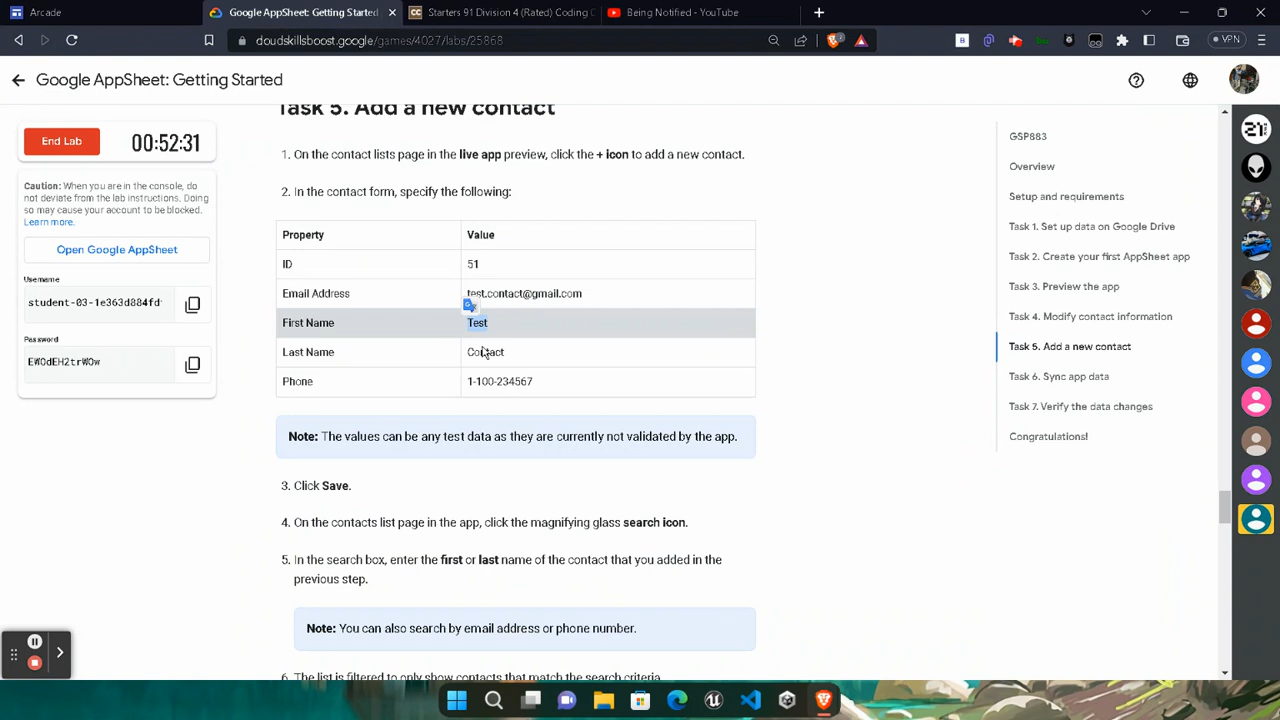 Arcade
Google AppSheet: Getting Started
Starters 91 Division 4 (Rated) Coding C
Being Notified - YouTube
cloudskillsboost.google/games/4027/labs/25868
VPN
Google AppSheet: Getting Started
End Lab
00:52:31
Caution: When you are in the console, do
not deviate from the lab instructions. Doing
so may cause your account to be blocked.
Learn more.
Open Google AppSheet
Username
student-03-1e363d884fd
Password
EW0dEH2trW0w
Task 5. Add a new contact
1. On the contact lists page in the live app preview, click the + icon to add a new contact.
2. In the contact form, specify the following:
Property Value
ID 51
Email Address test.contact@gmail.com
First Name Test
Last Name Contact
Phone 1-100-234567
Note: The values can be any test data as they are currently not validated by the app.
3. Click Save.
4. On the contacts list page in the app, click the magnifying glass search icon.
5. In the search box, enter the first or last name of the contact that you added in the
previous step.
Note: You can also search by email address or phone number.
6. The list is filtered to only show contacts that match the search criteria.
GSP883
Overview
Setup and requirements
Task 1. Set up data on Google Drive
Task 2. Create your first AppSheet app
Task 3. Preview the app
Task 4. Modify contact information
Task 5. Add a new contact
Task 6. Sync app data
Task 7. Verify the data changes
Congratulations!